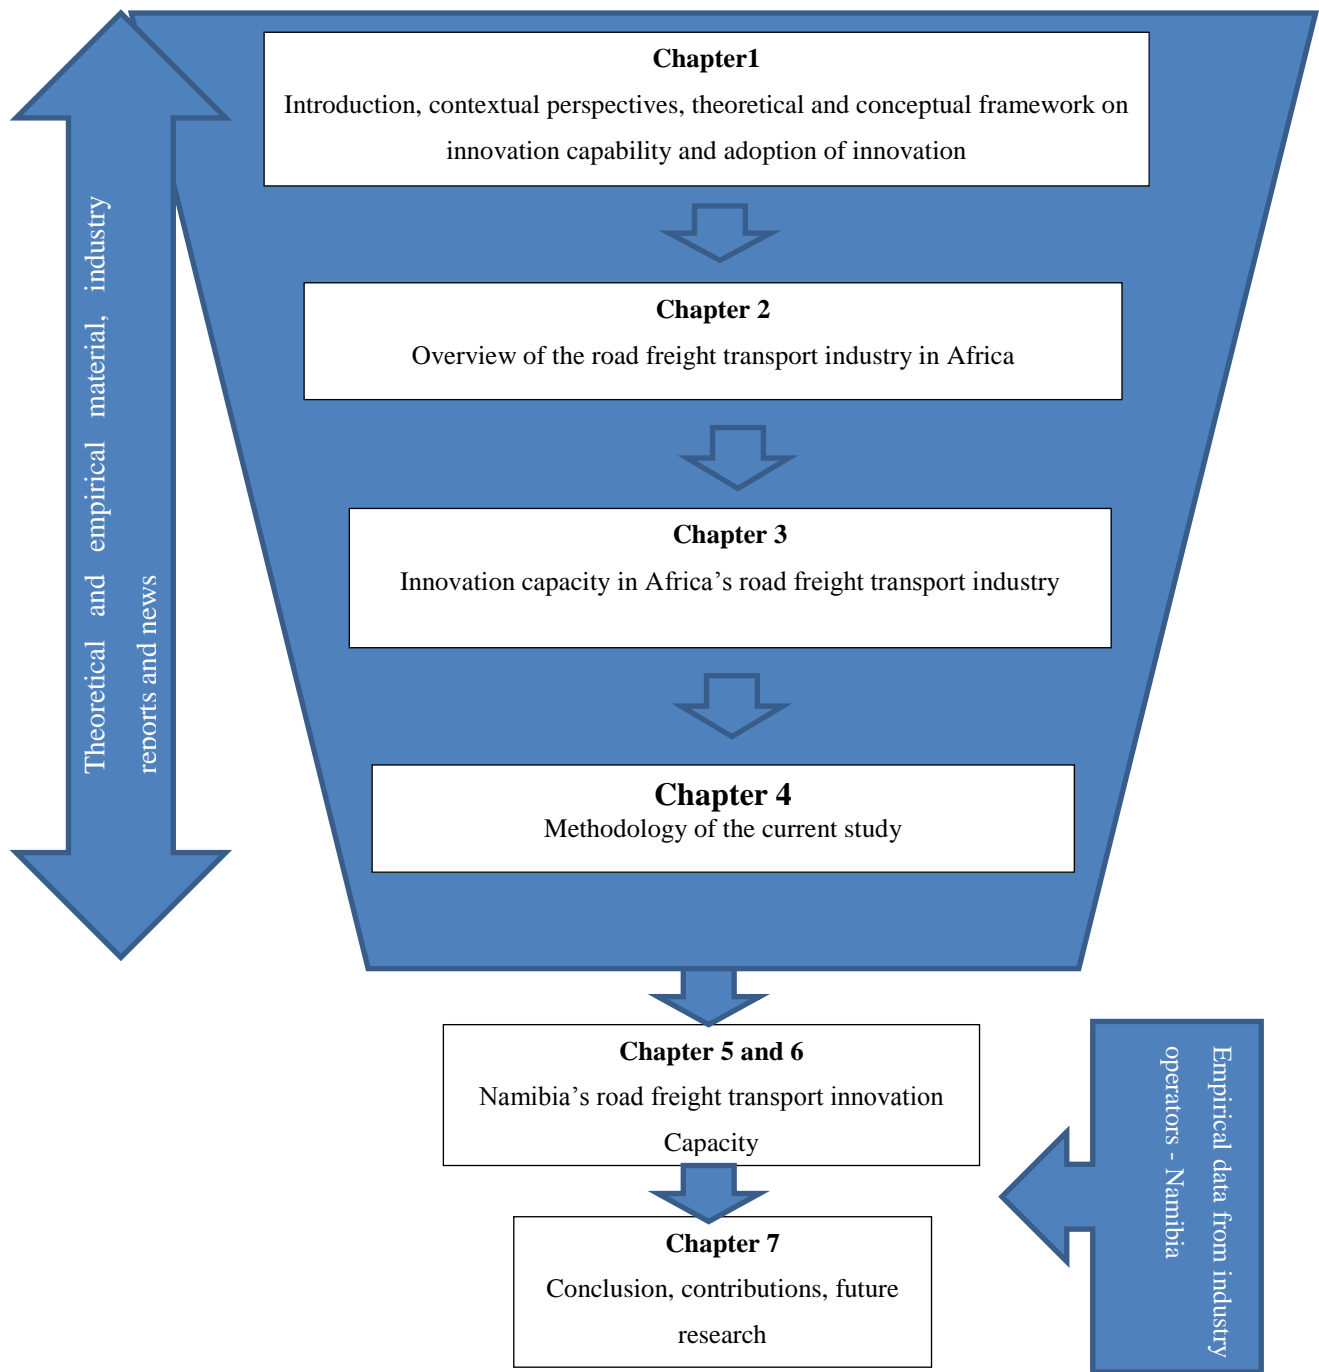 Chapter1
Introduction, contextual perspectives, theoretical and conceptual framework on
innovation capability and adoption of innovation
Theoretical and empirical material, industry
reports and news
Chapter 2
Overview of the road freight transport industry in Africa
Chapter 3
Innovation capacity in Africa’s road freight transport industry
Chapter 4
Methodology of the current study
Chapter 5 and 6
Namibia’s road freight transport innovation
Capacity
Empirical data from industry
operators - Namibia
Chapter 7
Conclusion, contributions, future
research